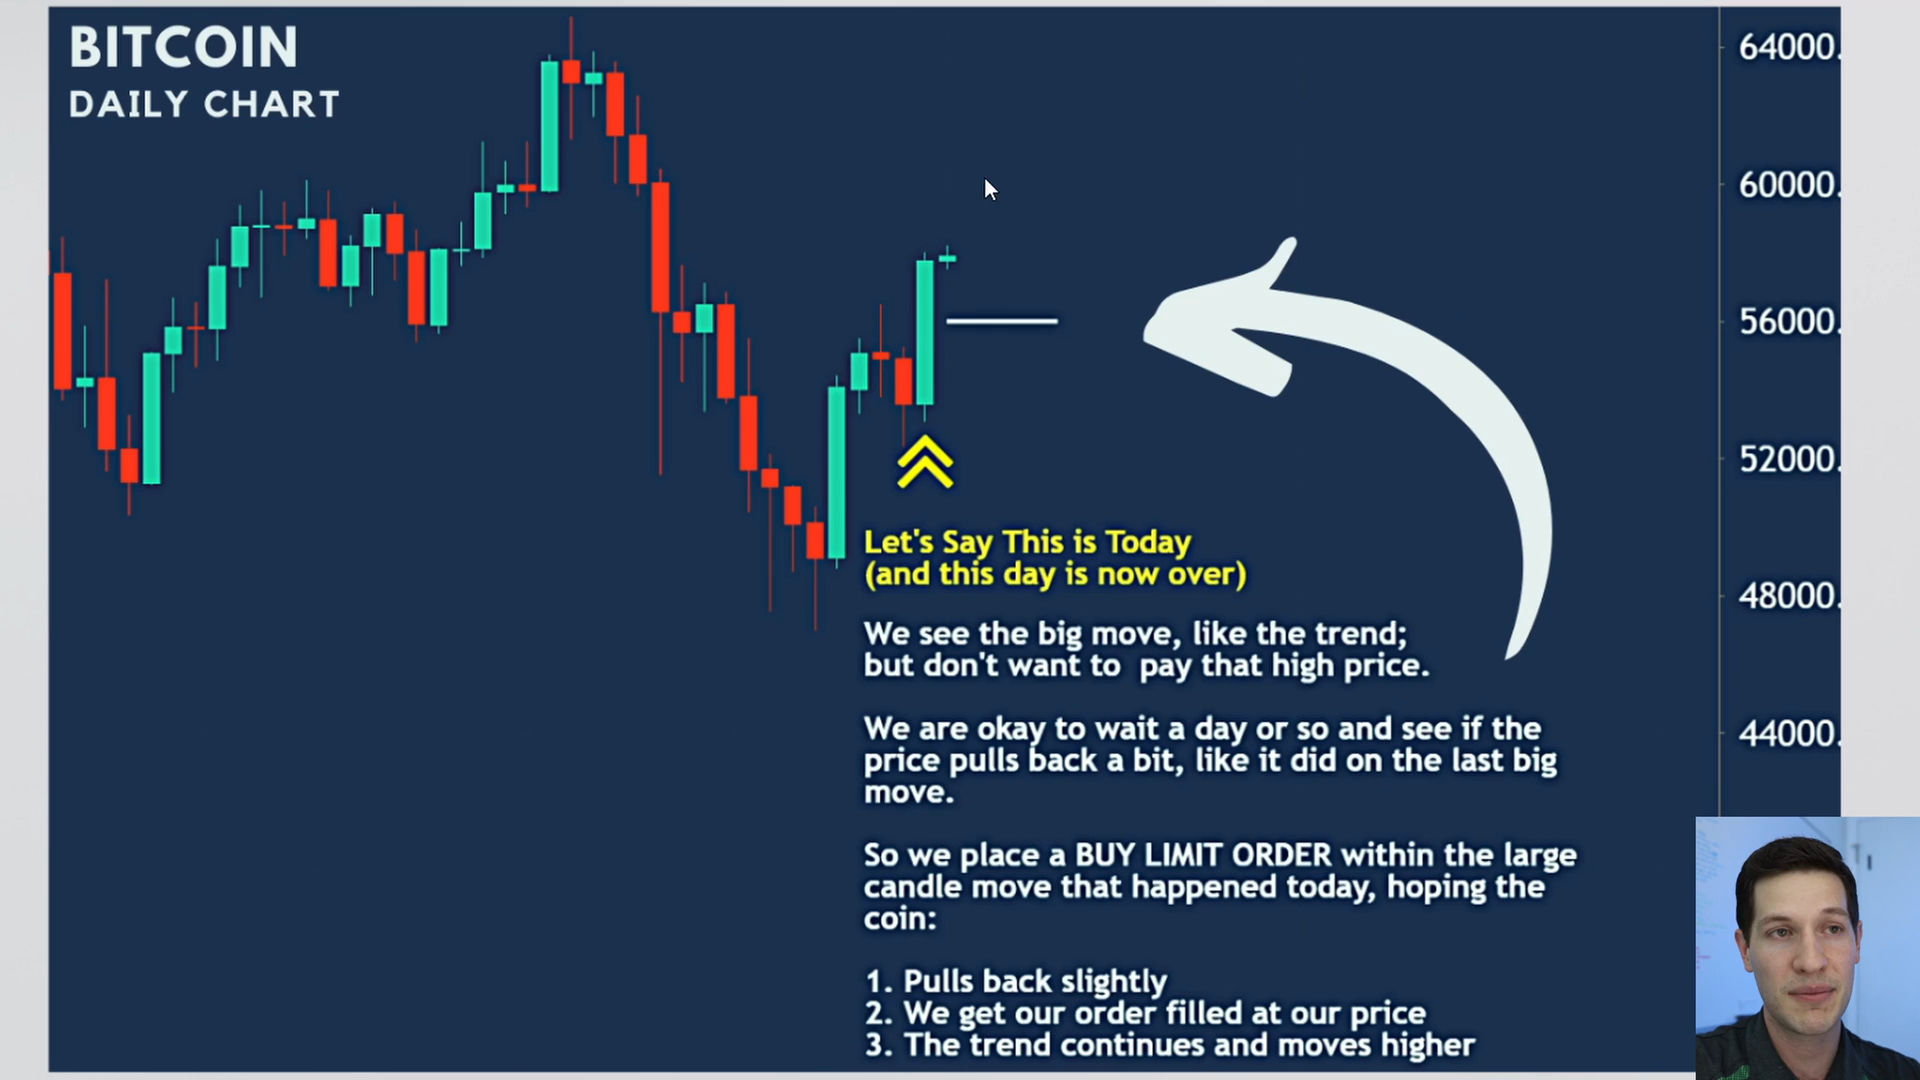 BITCOIN
DAILY CHART
64000.
60000.
56000.
52000.
48000.
44000.
Let's Say This is Today
(and this day is now over)
We see the big move, like the trend;
but don't want to pay that high price.
We are okay to wait a day or so and see if the
price pulls back a bit, like it did on the last big
move.
So we place a BUY LIMIT ORDER within the large
candle move that happened today, hoping the
coin:
1. Pulls back slightly
2. We get our order filled at our price
3. The trend continues and moves higher